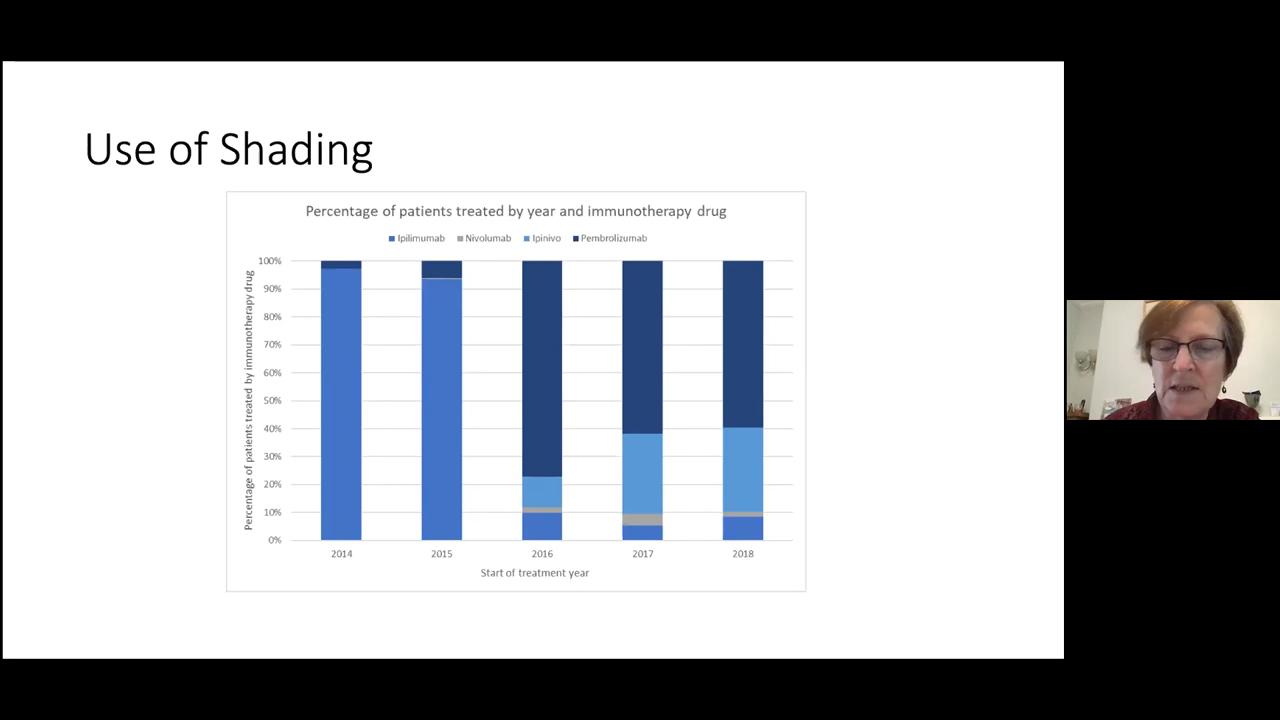 Use of Shading
Percentage of patients treated by year and immunotherapy drug
Ipilimumab Nivolumab Ipinivo Pembrolizumab
Percentage of patients treated by immunotherapy drug
100%
90%
80%
70%
60%
50%
40%
30%
20%
10%
0%
2014 2015 2016 2017 2018
Start of treatment year